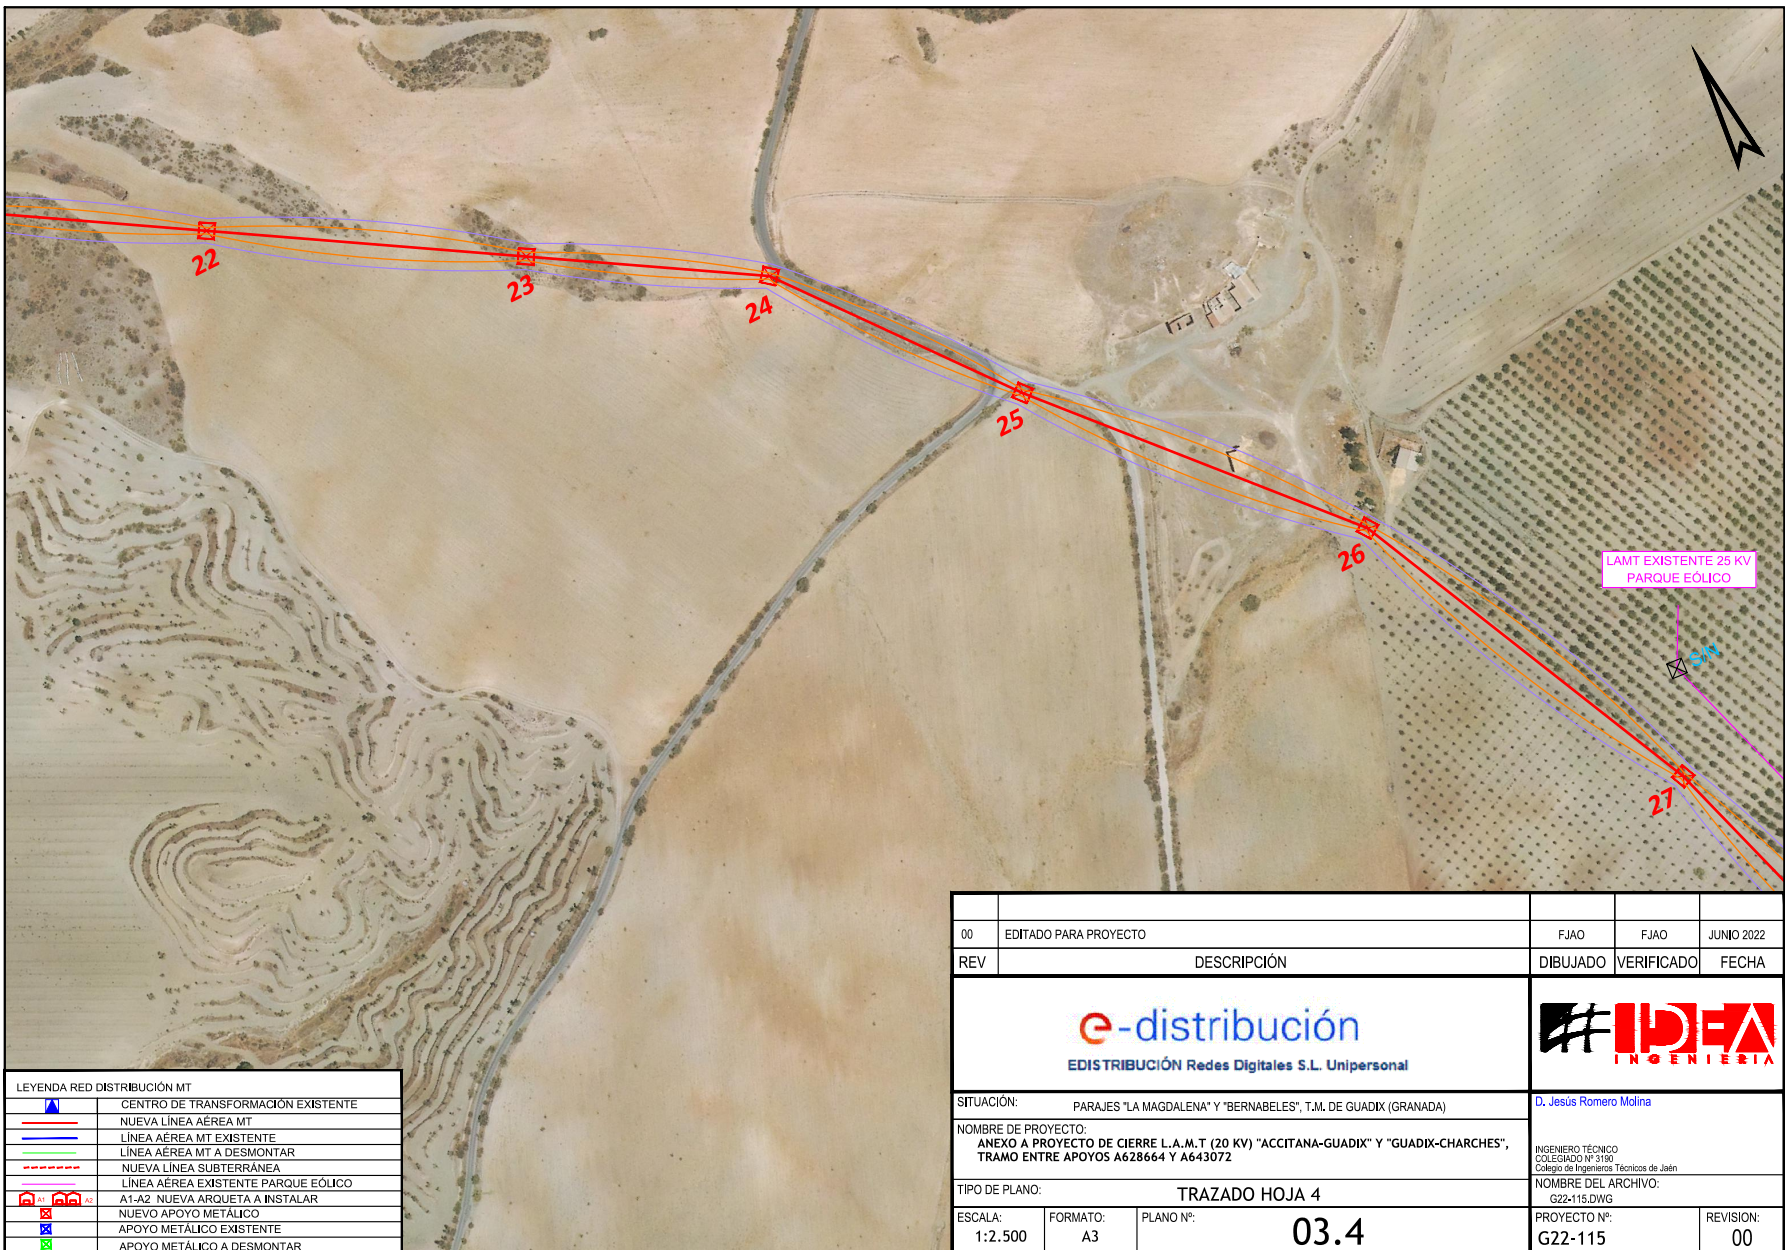 22
23
24
25
26
27
LAMT EXISTENTE 25 KV
PARQUE EÓLICO
S/N
00 EDITADO PARA PROYECTO FJAO FJAO JUNIO 2022
REV DESCRIPCIÓN DIBUJADO VERIFICADO FECHA
e-distribución
EDISTRIBUCIÓN Redes Digitales S.L. Unipersonal
IDEA
INGENIERIA
SITUACIÓN: PARAJES "LA MAGDALENA" Y "BERNABELES", T.M. DE GUADIX (GRANADA)
NOMBRE DE PROYECTO:
ANEXO A PROYECTO DE CIERRE L.A.M.T (20 KV) "ACCITANA-GUADIX" Y "GUADIX-CHARCHES",
TRAMO ENTRE APOYOS A628664 Y A643072
D. Jesús Romero Molina
INGENIERO TÉCNICO
COLEGIADO Nº 3190
Colegio de Ingenieros Técnicos de Jaén
TIPO DE PLANO: TRAZADO HOJA 4
NOMBRE DEL ARCHIVO:
G22-115.DWG
ESCALA: FORMATO: PLANO Nº:
1:2.500 A3 03.4
PROYECTO Nº: REVISION:
G22-115 00
LEYENDA RED DISTRIBUCIÓN MT
CENTRO DE TRANSFORMACIÓN EXISTENTE
NUEVA LÍNEA AÉREA MT
LÍNEA AÉREA MT EXISTENTE
LÍNEA AÉREA MT A DESMONTAR
NUEVA LÍNEA SUBTERRÁNEA
LÍNEA AÉREA EXISTENTE PARQUE EÓLICO
A1 A2 A1-A2 NUEVA ARQUETA A INSTALAR
NUEVO APOYO METÁLICO
APOYO METÁLICO EXISTENTE
APOYO METÁLICO A DESMONTAR